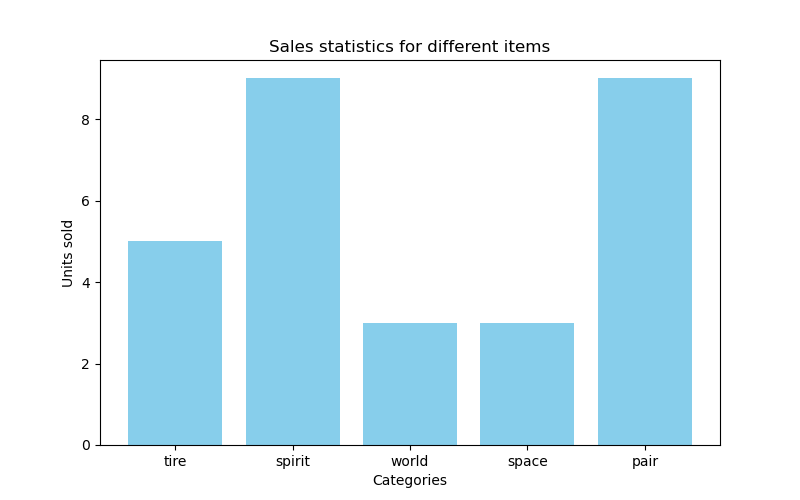 Sales statistics for different items
Units sold
8
6
4
2
0
tire spirit world space pair
Categories